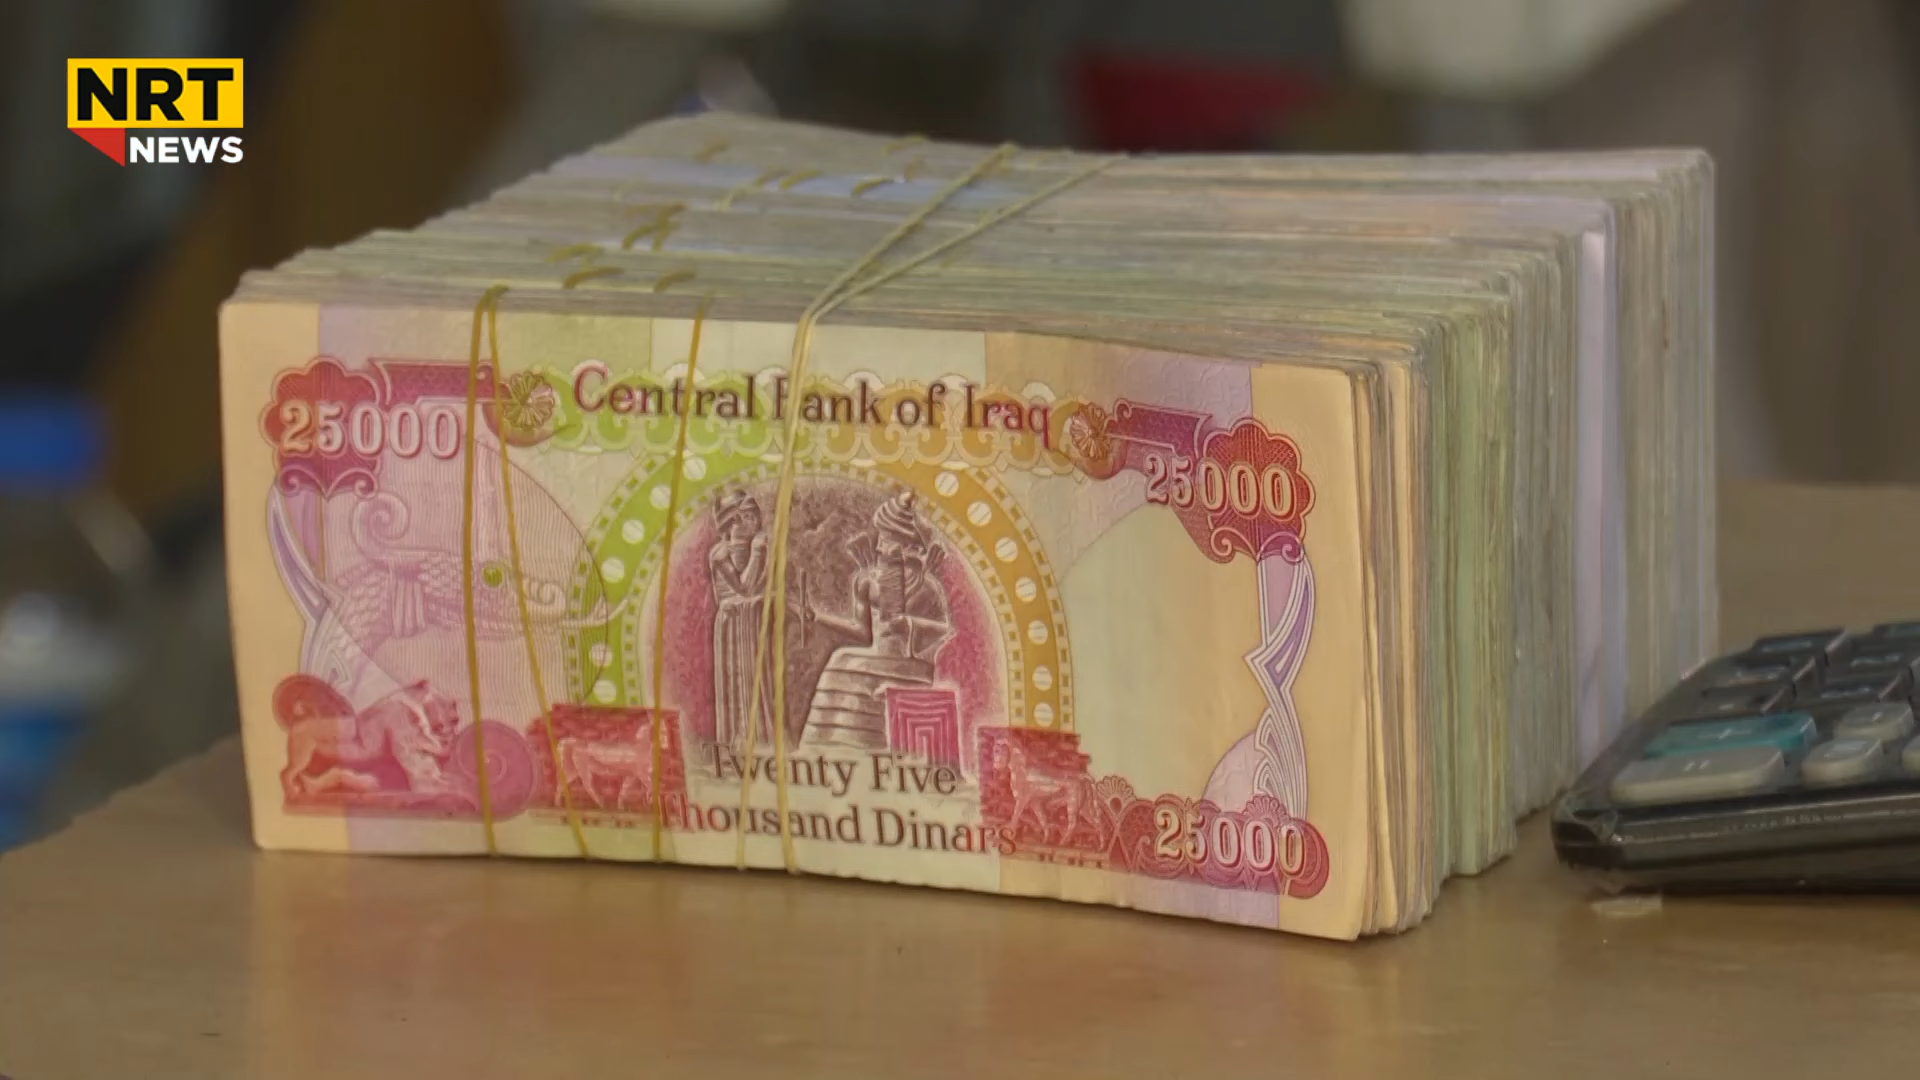 NRT
NEWS
Central Bank of Iraq
25000
25000
Twenty Five
Thousand Dinars
25000